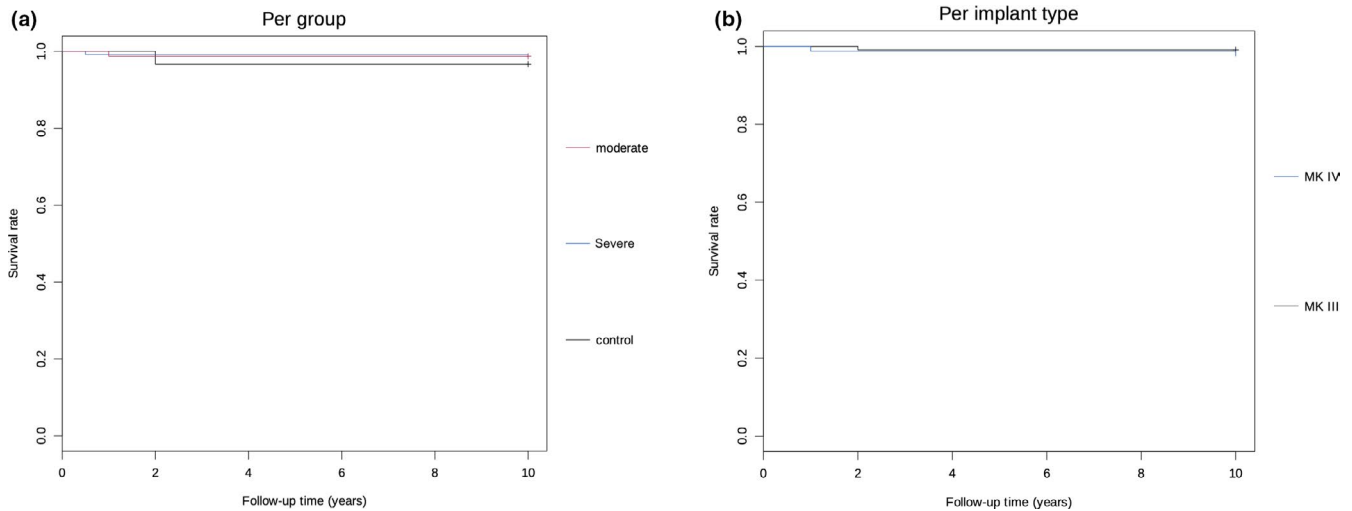 (a)
Per group
1.0
0.8
0.6
0.4
0.2
0.0
Survival rate
0 2 4 6 8 10
Follow-up time (years)
moderate
Severe
control
(b)
Per implant type
1.0
0.8
0.6
0.4
0.2
0.0
Survival rate
0 2 4 6 8 10
Follow-up time (years)
MK IV
MK III